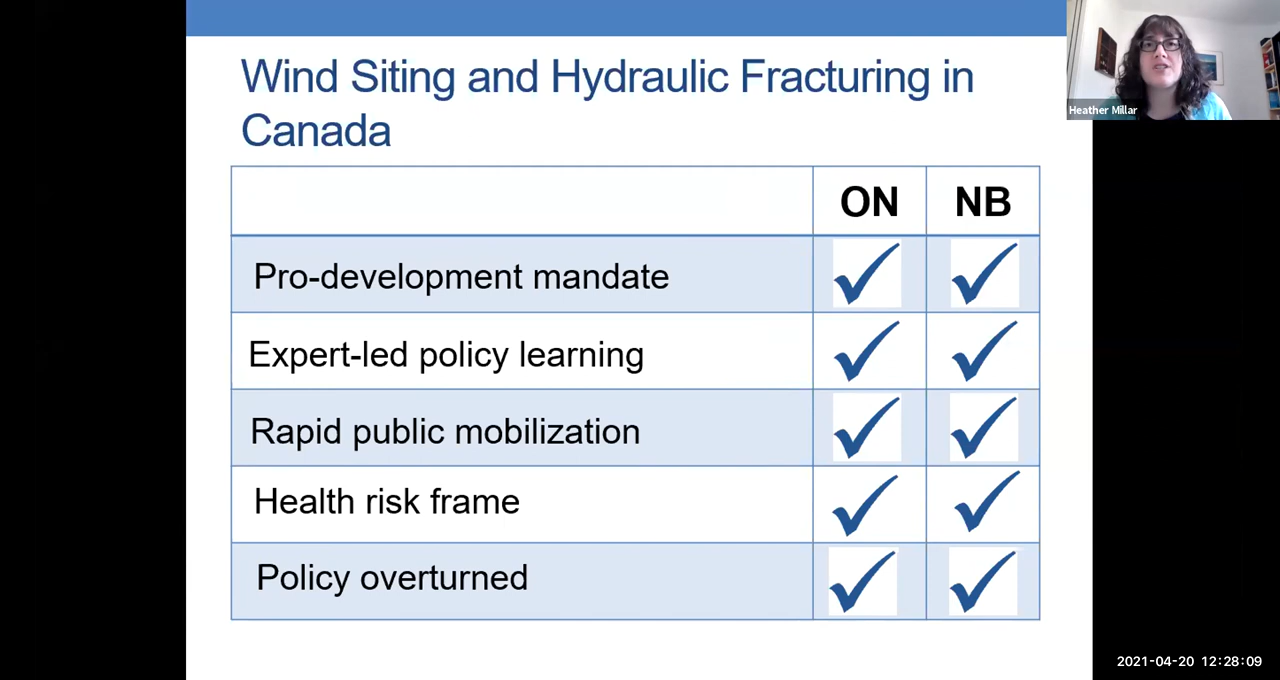 Wind Siting and Hydraulic Fracturing in
Canada
ON NB
Pro-development mandate
Expert-led policy learning
Rapid public mobilization
Health risk frame
Policy overturned
Heather Millar
2021-04-20 12:28:09